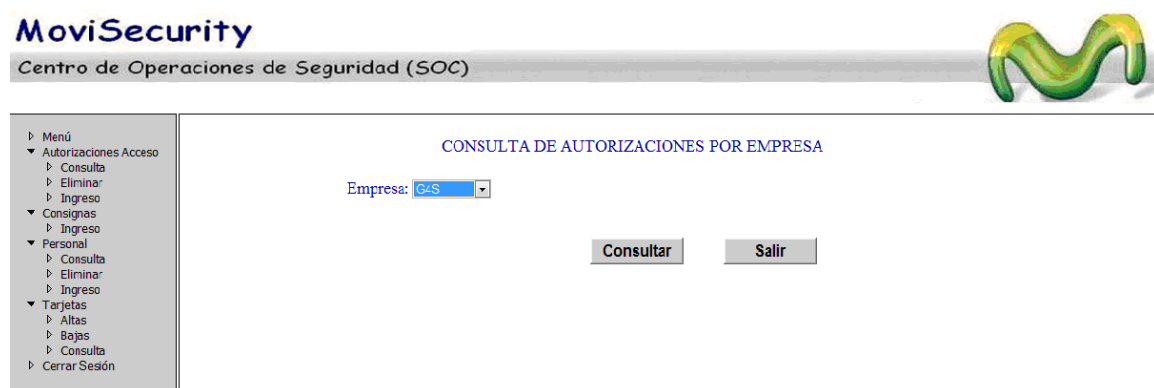 MoviSecurity
Centro de Operaciones de Seguridad (SOC)
Menú
Autorizaciones Acceso
Consulta
Eliminar
Ingreso
Consignas
Ingreso
Personal
Consulta
Eliminar
Ingreso
Tarjetas
Altas
Bajas
Consulta
Cerrar Sesión
CONSULTA DE AUTORIZACIONES POR EMPRESA
Empresa: G4S
Consultar Salir